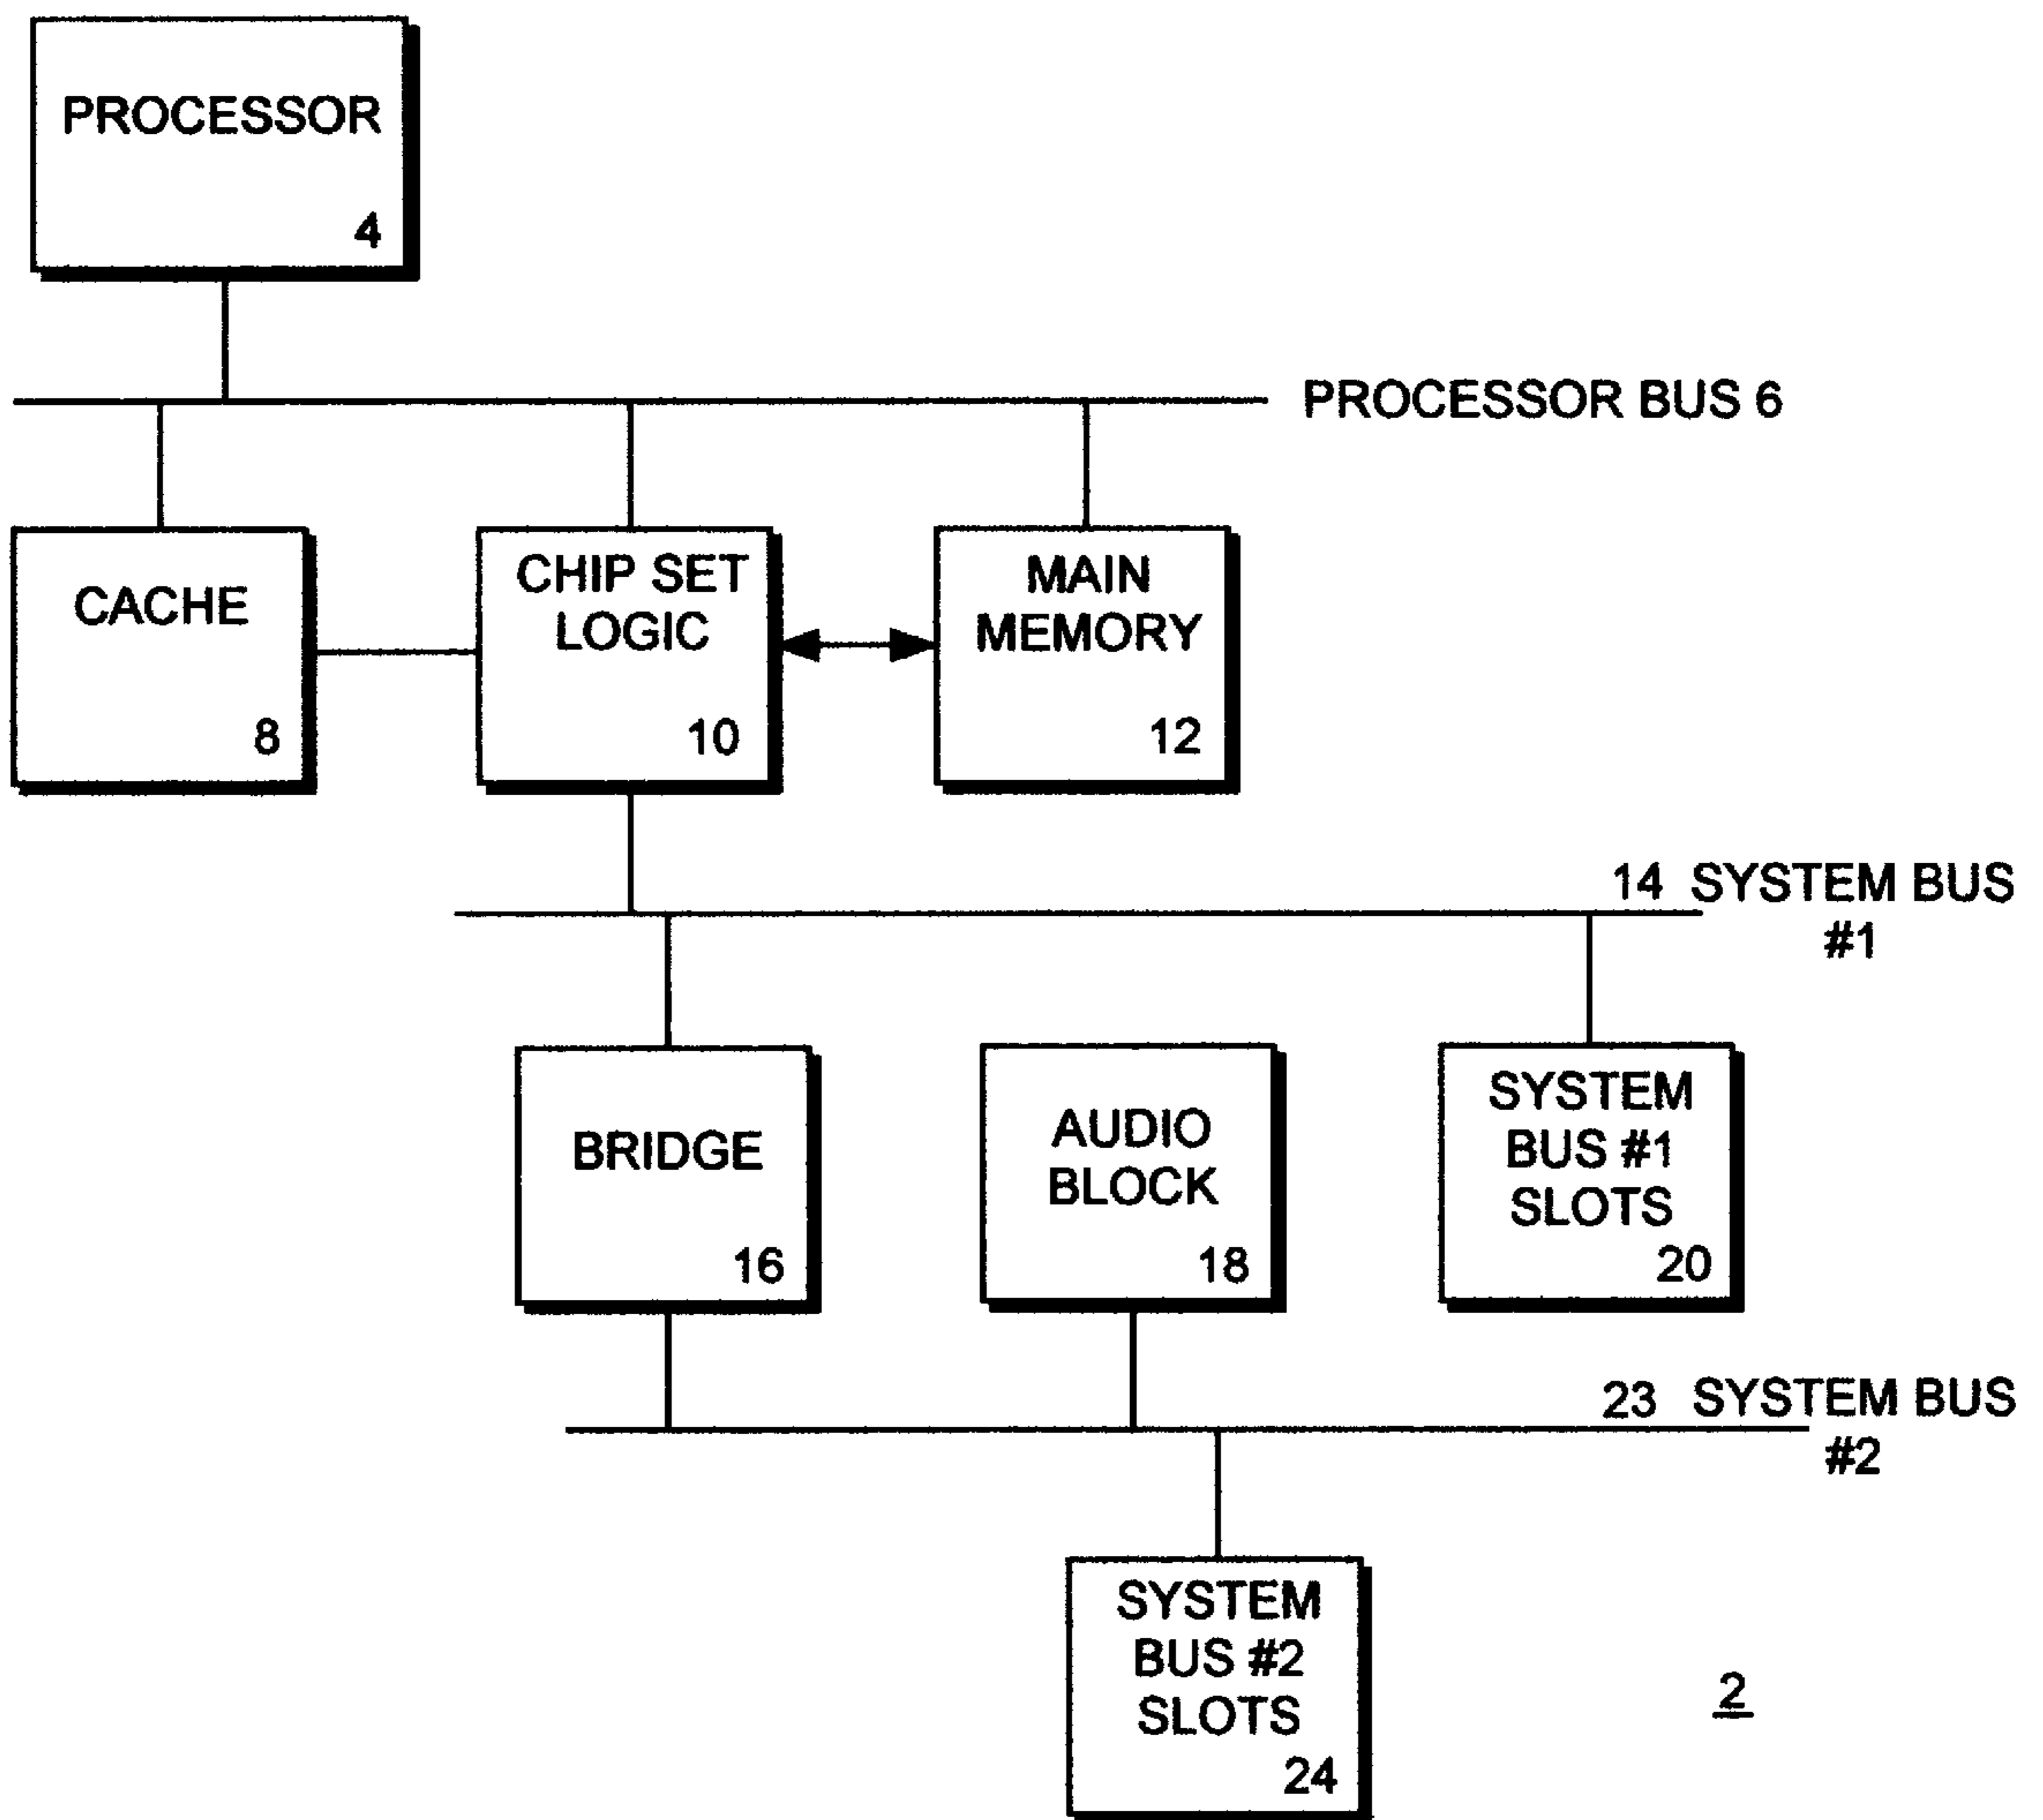 PROCESSOR
4
PROCESSOR BUS 6
CACHE
8
CHIP SET
LOGIC
10
MAIN
MEMORY
12
14 SYSTEM BUS
#1
BRIDGE
16
AUDIO
BLOCK
18
SYSTEM
BUS #1
SLOTS
20
23 SYSTEM BUS
#2
SYSTEM
BUS #2
SLOTS
24
2